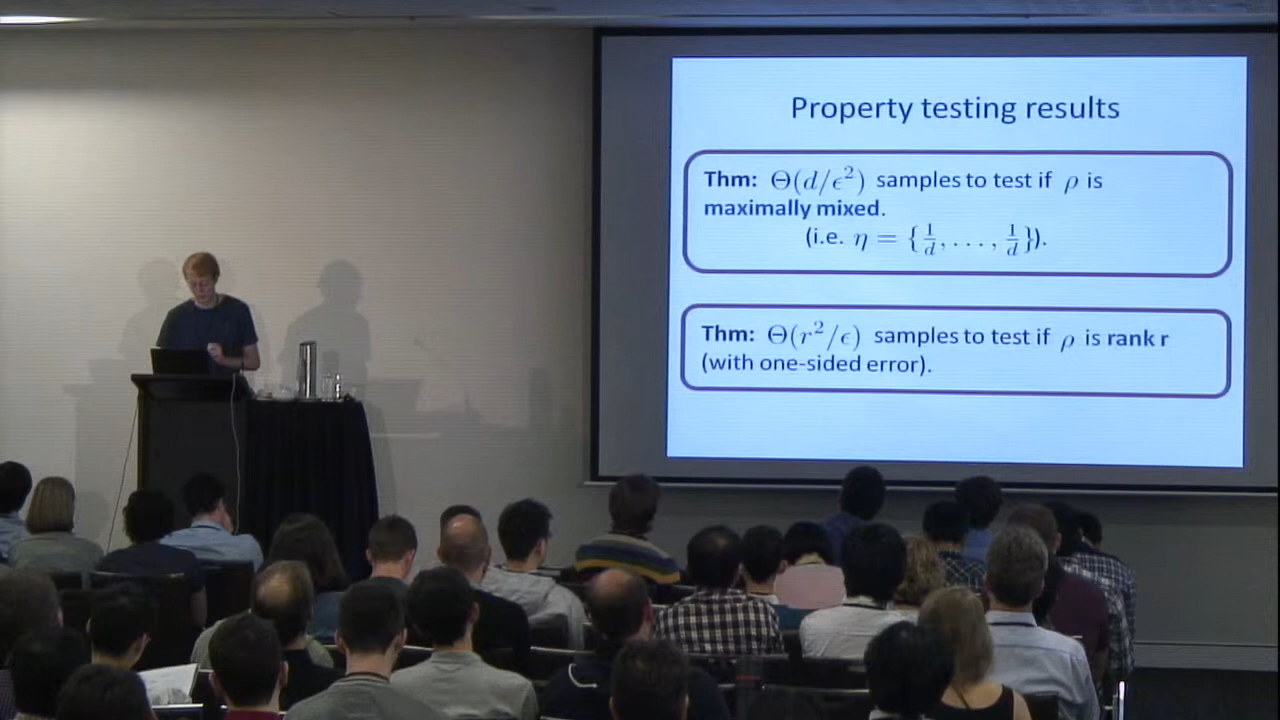 Property testing results
Thm: Θ(d/ϵ²) samples to test if ρ is
maximally mixed.
(i.e. η = {1/d, . . . , 1/d}).
Thm: Θ(r²/ϵ) samples to test if ρ is rank r
(with one-sided error).